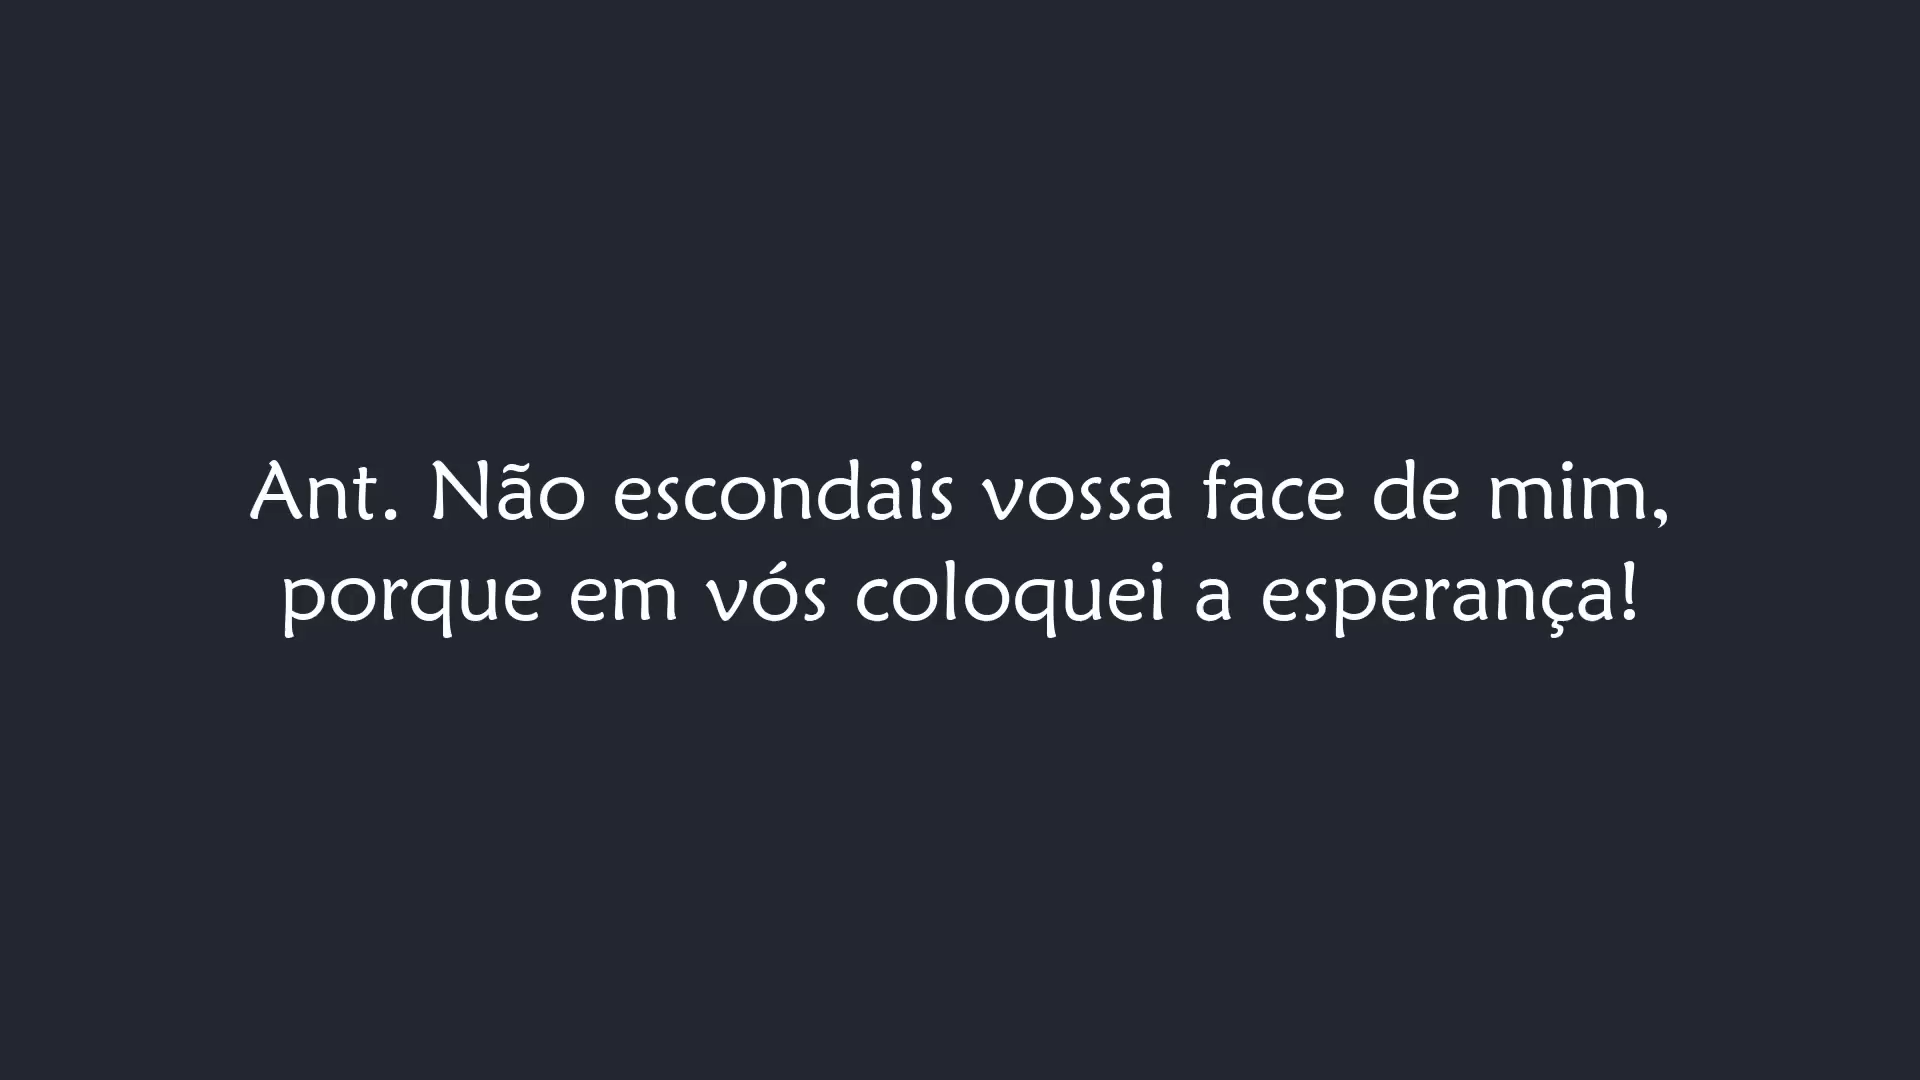 Ant. Não escondais vossa face de mim,
porque em vós coloquei a esperança!